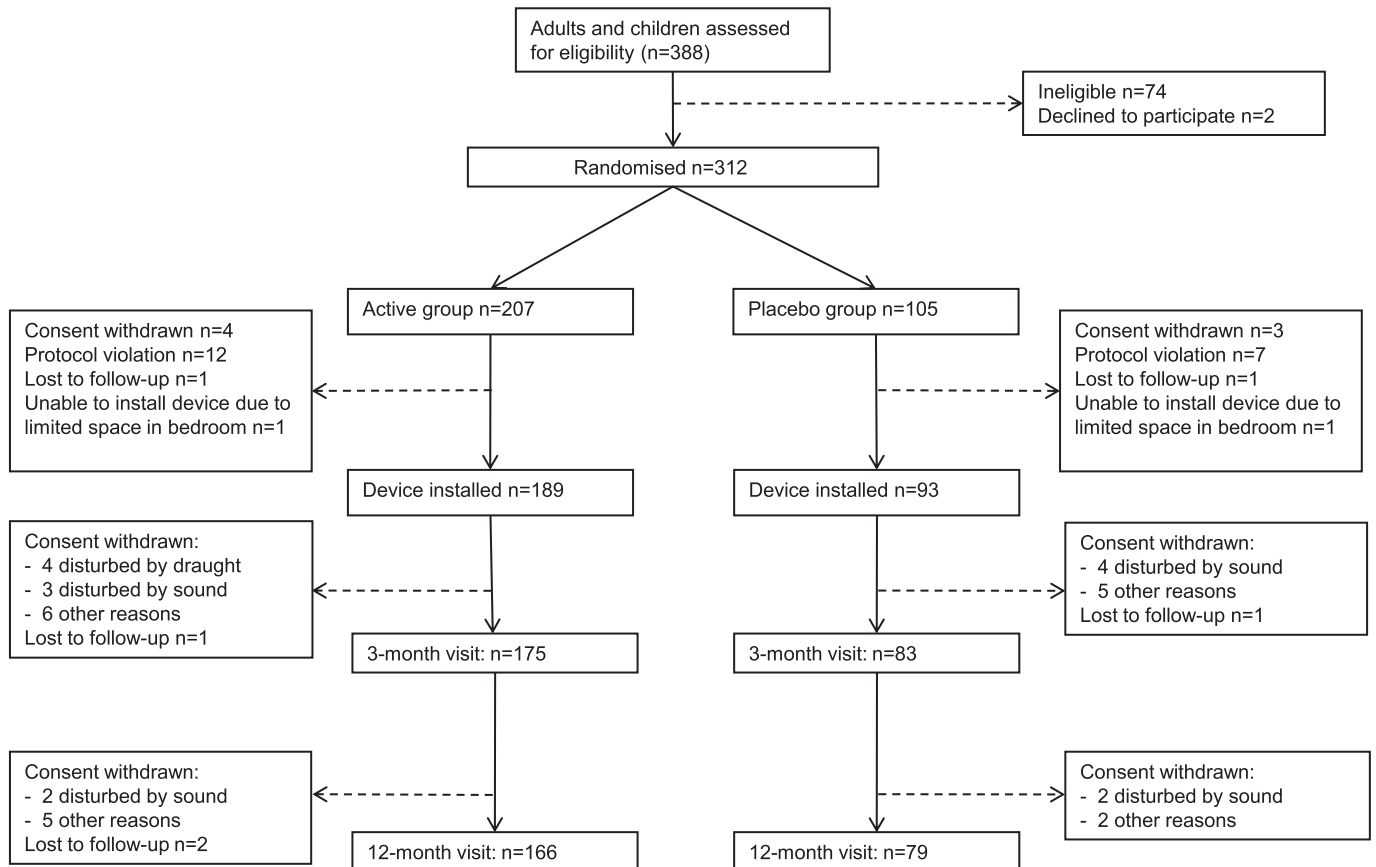 Adults and children assessed
for eligibility (n=388)
Ineligible n=74
Declined to participate n=2
Randomised n=312
Active group n=207
Placebo group n=105
Consent withdrawn n=4
Protocol violation n=12
Lost to follow-up n=1
Unable to install device due to
limited space in bedroom n=1
Consent withdrawn n=3
Protocol violation n=7
Lost to follow-up n=1
Unable to install device due to
limited space in bedroom n=1
Device installed n=189
Device installed n=93
Consent withdrawn:
- 4 disturbed by draught
- 3 disturbed by sound
- 6 other reasons
Lost to follow-up n=1
Consent withdrawn:
- 4 disturbed by sound
- 5 other reasons
Lost to follow-up n=1
3-month visit: n=175
3-month visit: n=83
Consent withdrawn:
- 2 disturbed by sound
- 5 other reasons
Lost to follow-up n=2
Consent withdrawn:
- 2 disturbed by sound
- 2 other reasons
12-month visit: n=166
12-month visit: n=79